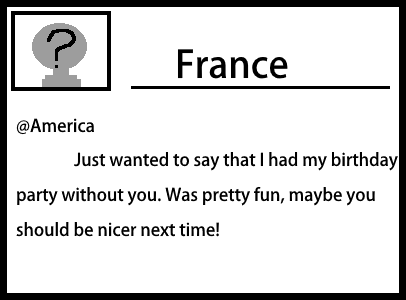 ?
France
@America
Just wanted to say that I had my birthday
party without you. Was pretty fun, maybe you
should be nicer next time!